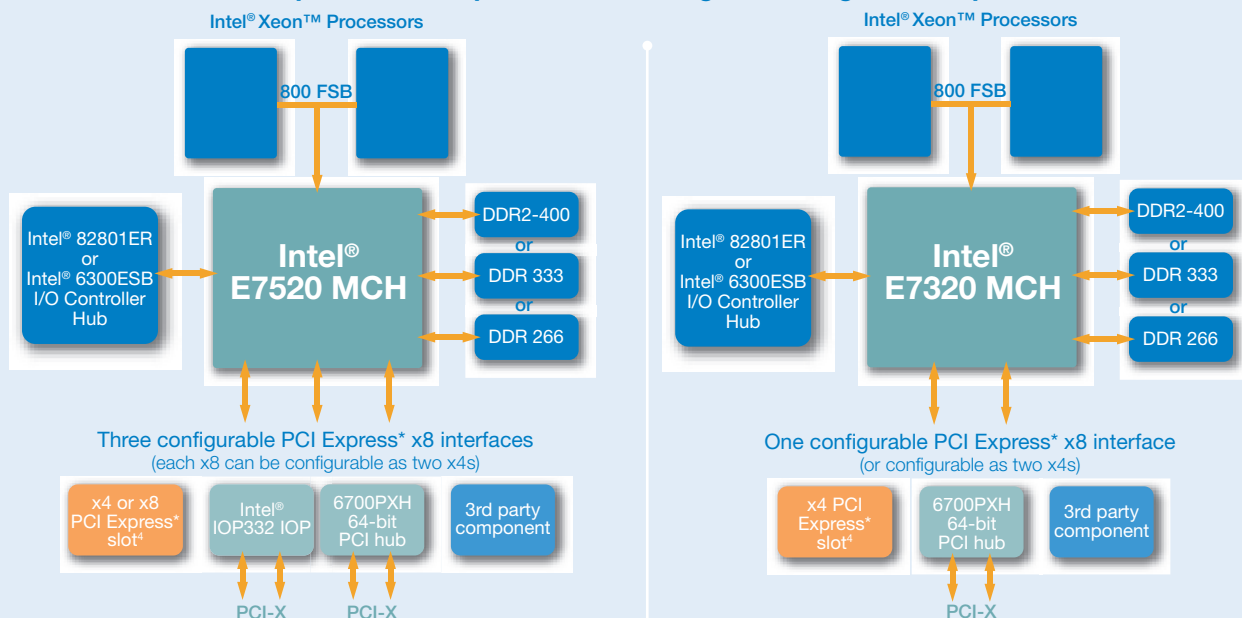 Intel® Xeon™ Processors
800 FSB
Intel® 82801ER
or
Intel® 6300ESB
I/O Controller
Hub
Intel®
E7520 MCH
DDR2-400
or
DDR 333
or
DDR 266
Three configurable PCI Express* x8 interfaces
(each x8 can be configurable as two x4s)
x4 or x8
PCI Express*
slot4
Intel®
IOP332 IOP
6700PXH
64-bit
PCI hub
3rd party
component
PCI-X
PCI-X
Intel® Xeon™ Processors
800 FSB
Intel® 82801ER
or
Intel® 6300ESB
I/O Controller
Hub
Intel®
E7320 MCH
DDR2-400
or
DDR 333
or
DDR 266
One configurable PCI Express* x8 interface
(or configurable as two x4s)
x4 PCI
Express*
slot4
6700PXH
64-bit
PCI hub
3rd party
component
PCI-X